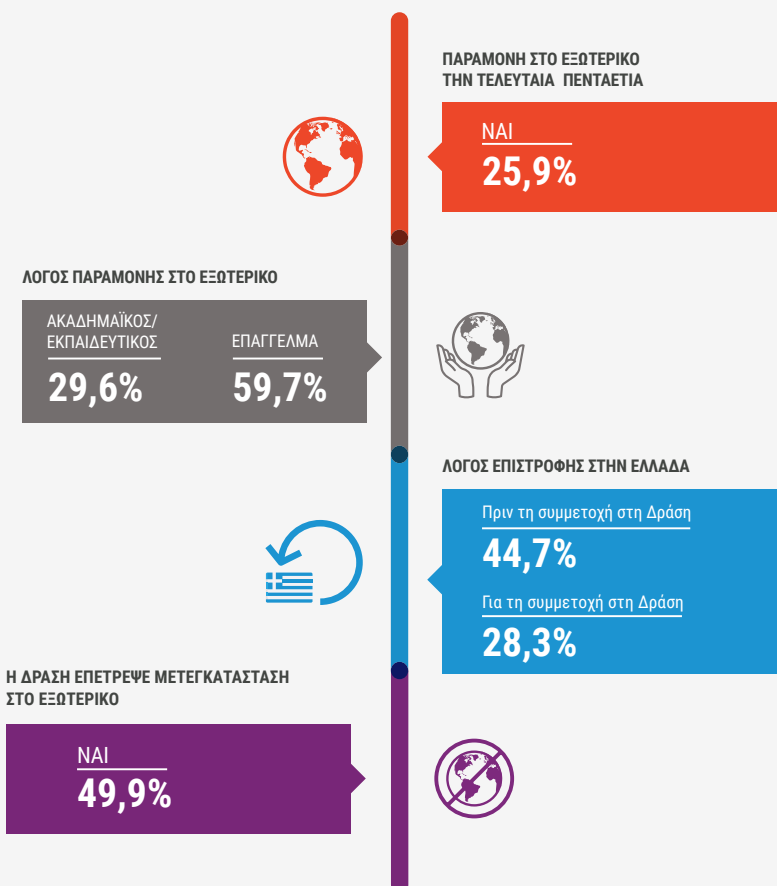 ΠΑΡΑΜΟΝΗ ΣΤΟ ΕΞΩΤΕΡΙΚΟ
ΤΗΝ ΤΕΛΕΥΤΑΙΑ ΠΕΝΤΑΕΤΙΑ
ΝΑΙ
25,9%
ΛΟΓΟΣ ΠΑΡΑΜΟΝΗΣ ΣΤΟ ΕΞΩΤΕΡΙΚΟ
ΑΚΑΔΗΜΑΪΚΟΣ/
ΕΚΠΑΙΔΕΥΤΙΚΟΣ
29,6%
ΕΠΑΓΓΕΛΜΑ
59,7%
ΛΟΓΟΣ ΕΠΙΣΤΡΟΦΗΣ ΣΤΗΝ ΕΛΛΑΔΑ
Πριν τη συμμετοχή στη Δράση
44,7%
Για τη συμμετοχή στη Δράση
28,3%
Η ΔΡΑΣΗ ΕΠΕΤΡΕΨΕ ΜΕΤΕΓΚΑΤΑΣΤΑΣΗ
ΣΤΟ ΕΞΩΤΕΡΙΚΟ
ΝΑΙ
49,9%